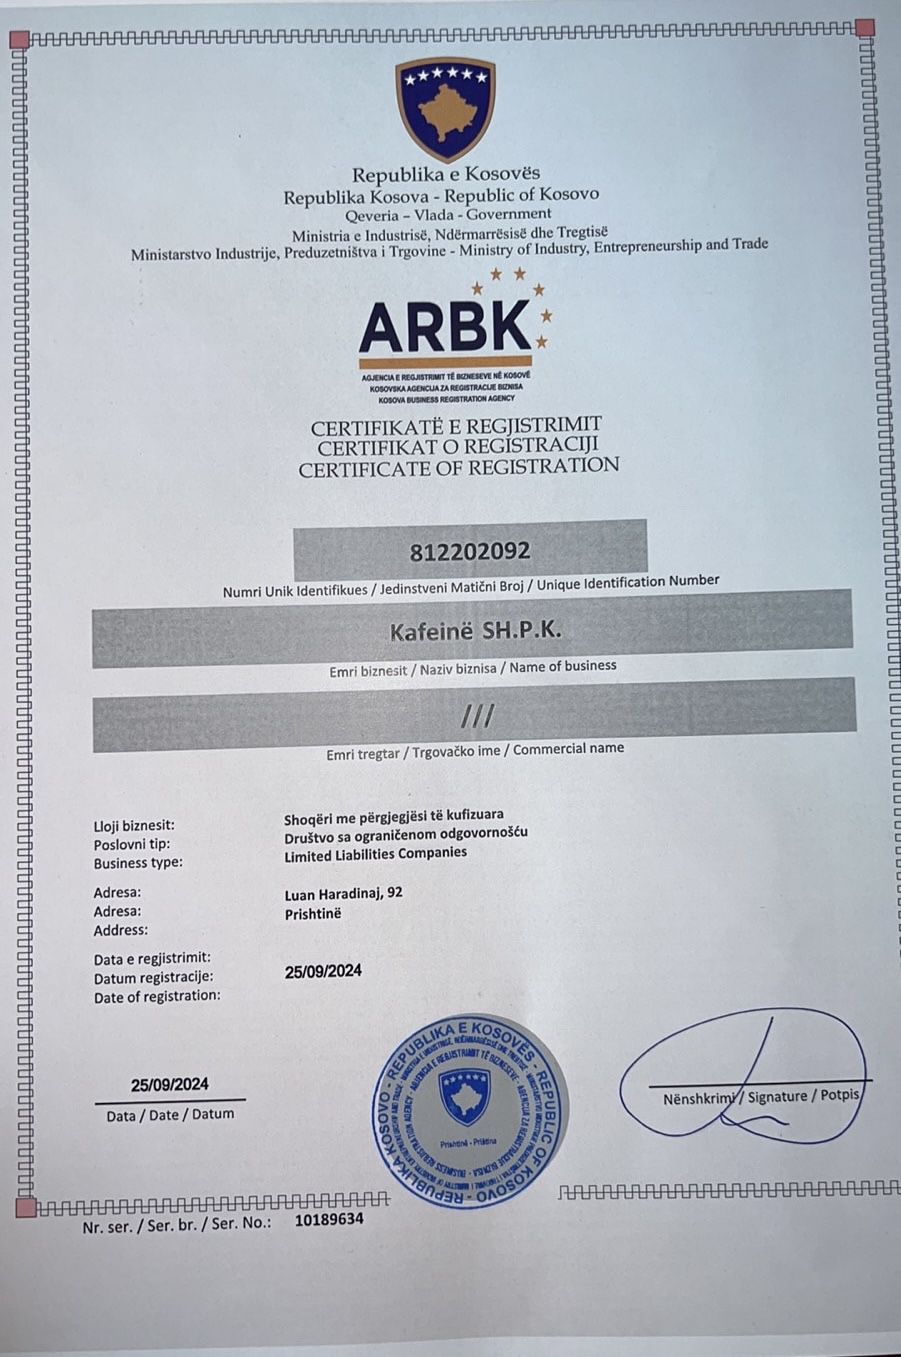 Republika e Kosovës
Republika Kosova - Republic of Kosovo
Qeveria – Vlada - Government
Ministria e Industrisë, Ndërmarrësisë dhe Tregtisë
Ministarstvo Industrije, Preduzetništva i Trgovine - Ministry of Industry, Entrepreneurship and Trade
ARBK
AGJENCIA E REGJISTRIMIT TË BIZNESEVE NË KOSOVË
KOSOVSKA AGENCIJA ZA REGISTRACIJE BIZNISA
KOSOVA BUSINESS REGISTRATION AGENCY
CERTIFIKATË E REGJISTRIMIT
CERTIFIKAT O REGISTRACIJI
CERTIFICATE OF REGISTRATION
812202092
Numri Unik Identifikues / Jedinstveni Matični Broj / Unique Identification Number
Kafeinë SH.P.K.
Emri biznesit / Naziv biznisa / Name of business
///
Emri tregtar / Trgovačko ime / Commercial name
Lloji biznesit: Shoqëri me përgjegjësi të kufizuara
Poslovni tip: Društvo sa ograničenom odgovornošću
Business type: Limited Liabilities Companies
Adresa: Luan Haradinaj, 92
Adresa: Prishtinë
Address:
Data e regjistrimit:
Datum registracije: 25/09/2024
Date of registration:
25/09/2024
Data / Date / Datum
REPUBLIKA E KOSOVËS - REPUBLIC OF KOSOVO - REPUBLIKA KOSOVO
Prishtinë - Priština
Nënshkrimi / Signature / Potpis
Nr. ser. / Ser. br. / Ser. No.: 10189634